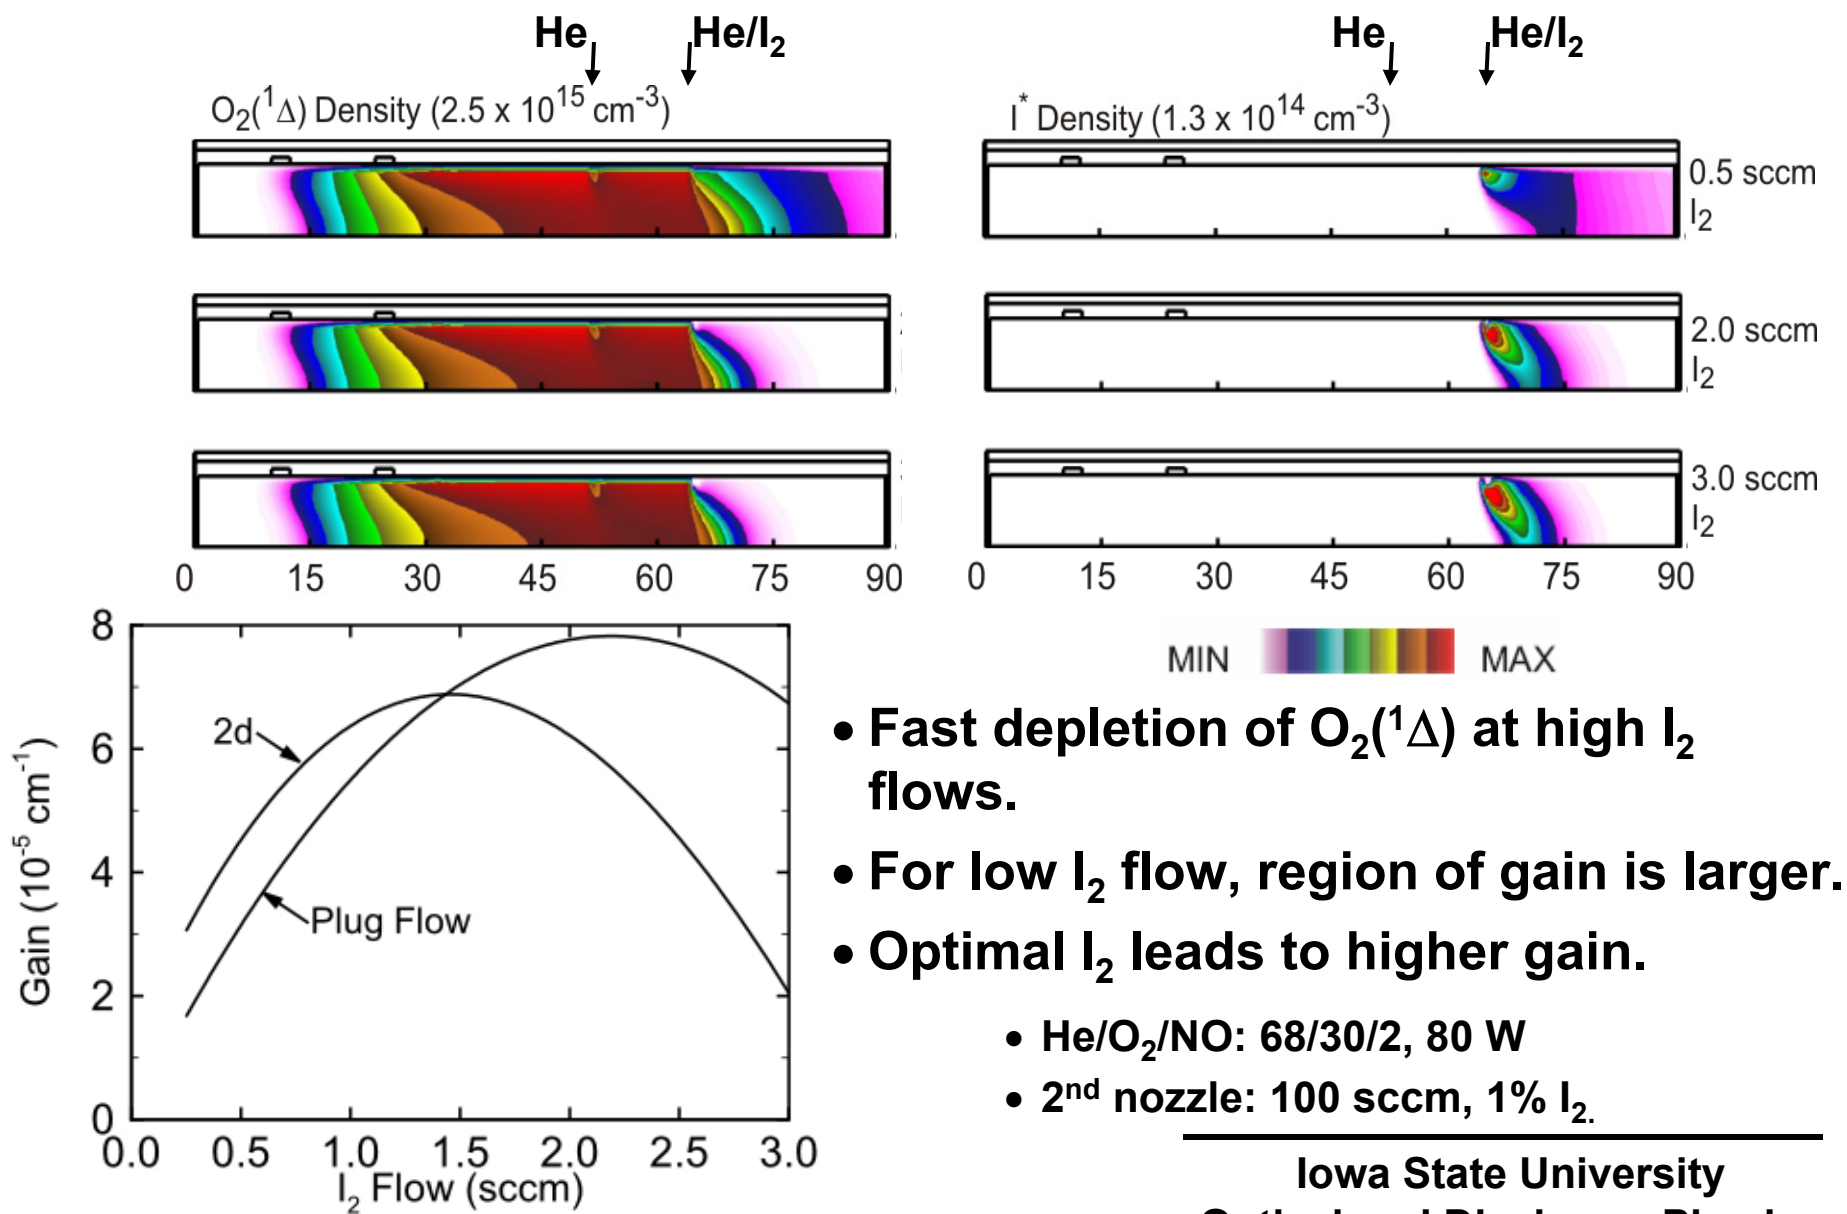 He He/I₂ He He/I₂
O₂(¹Δ) Density (2.5 x 10¹⁵ cm⁻³) I* Density (1.3 x 10¹⁴ cm⁻³)
0.5 sccm
I₂
2.0 sccm
I₂
3.0 sccm
I₂
0 15 30 45 60 75 90 0 15 30 45 60 75 90
MIN MAX
8
6
4
2
0
Gain (10⁻⁵ cm⁻¹)
2d
Plug Flow
0.0 0.5 1.0 1.5 2.0 2.5 3.0
I₂ Flow (sccm)
• Fast depletion of O₂(¹Δ) at high I₂
flows.
• For low I₂ flow, region of gain is larger.
• Optimal I₂ leads to higher gain.
• He/O₂/NO: 68/30/2, 80 W
• 2ⁿᵈ nozzle: 100 sccm, 1% I₂.
Iowa State University